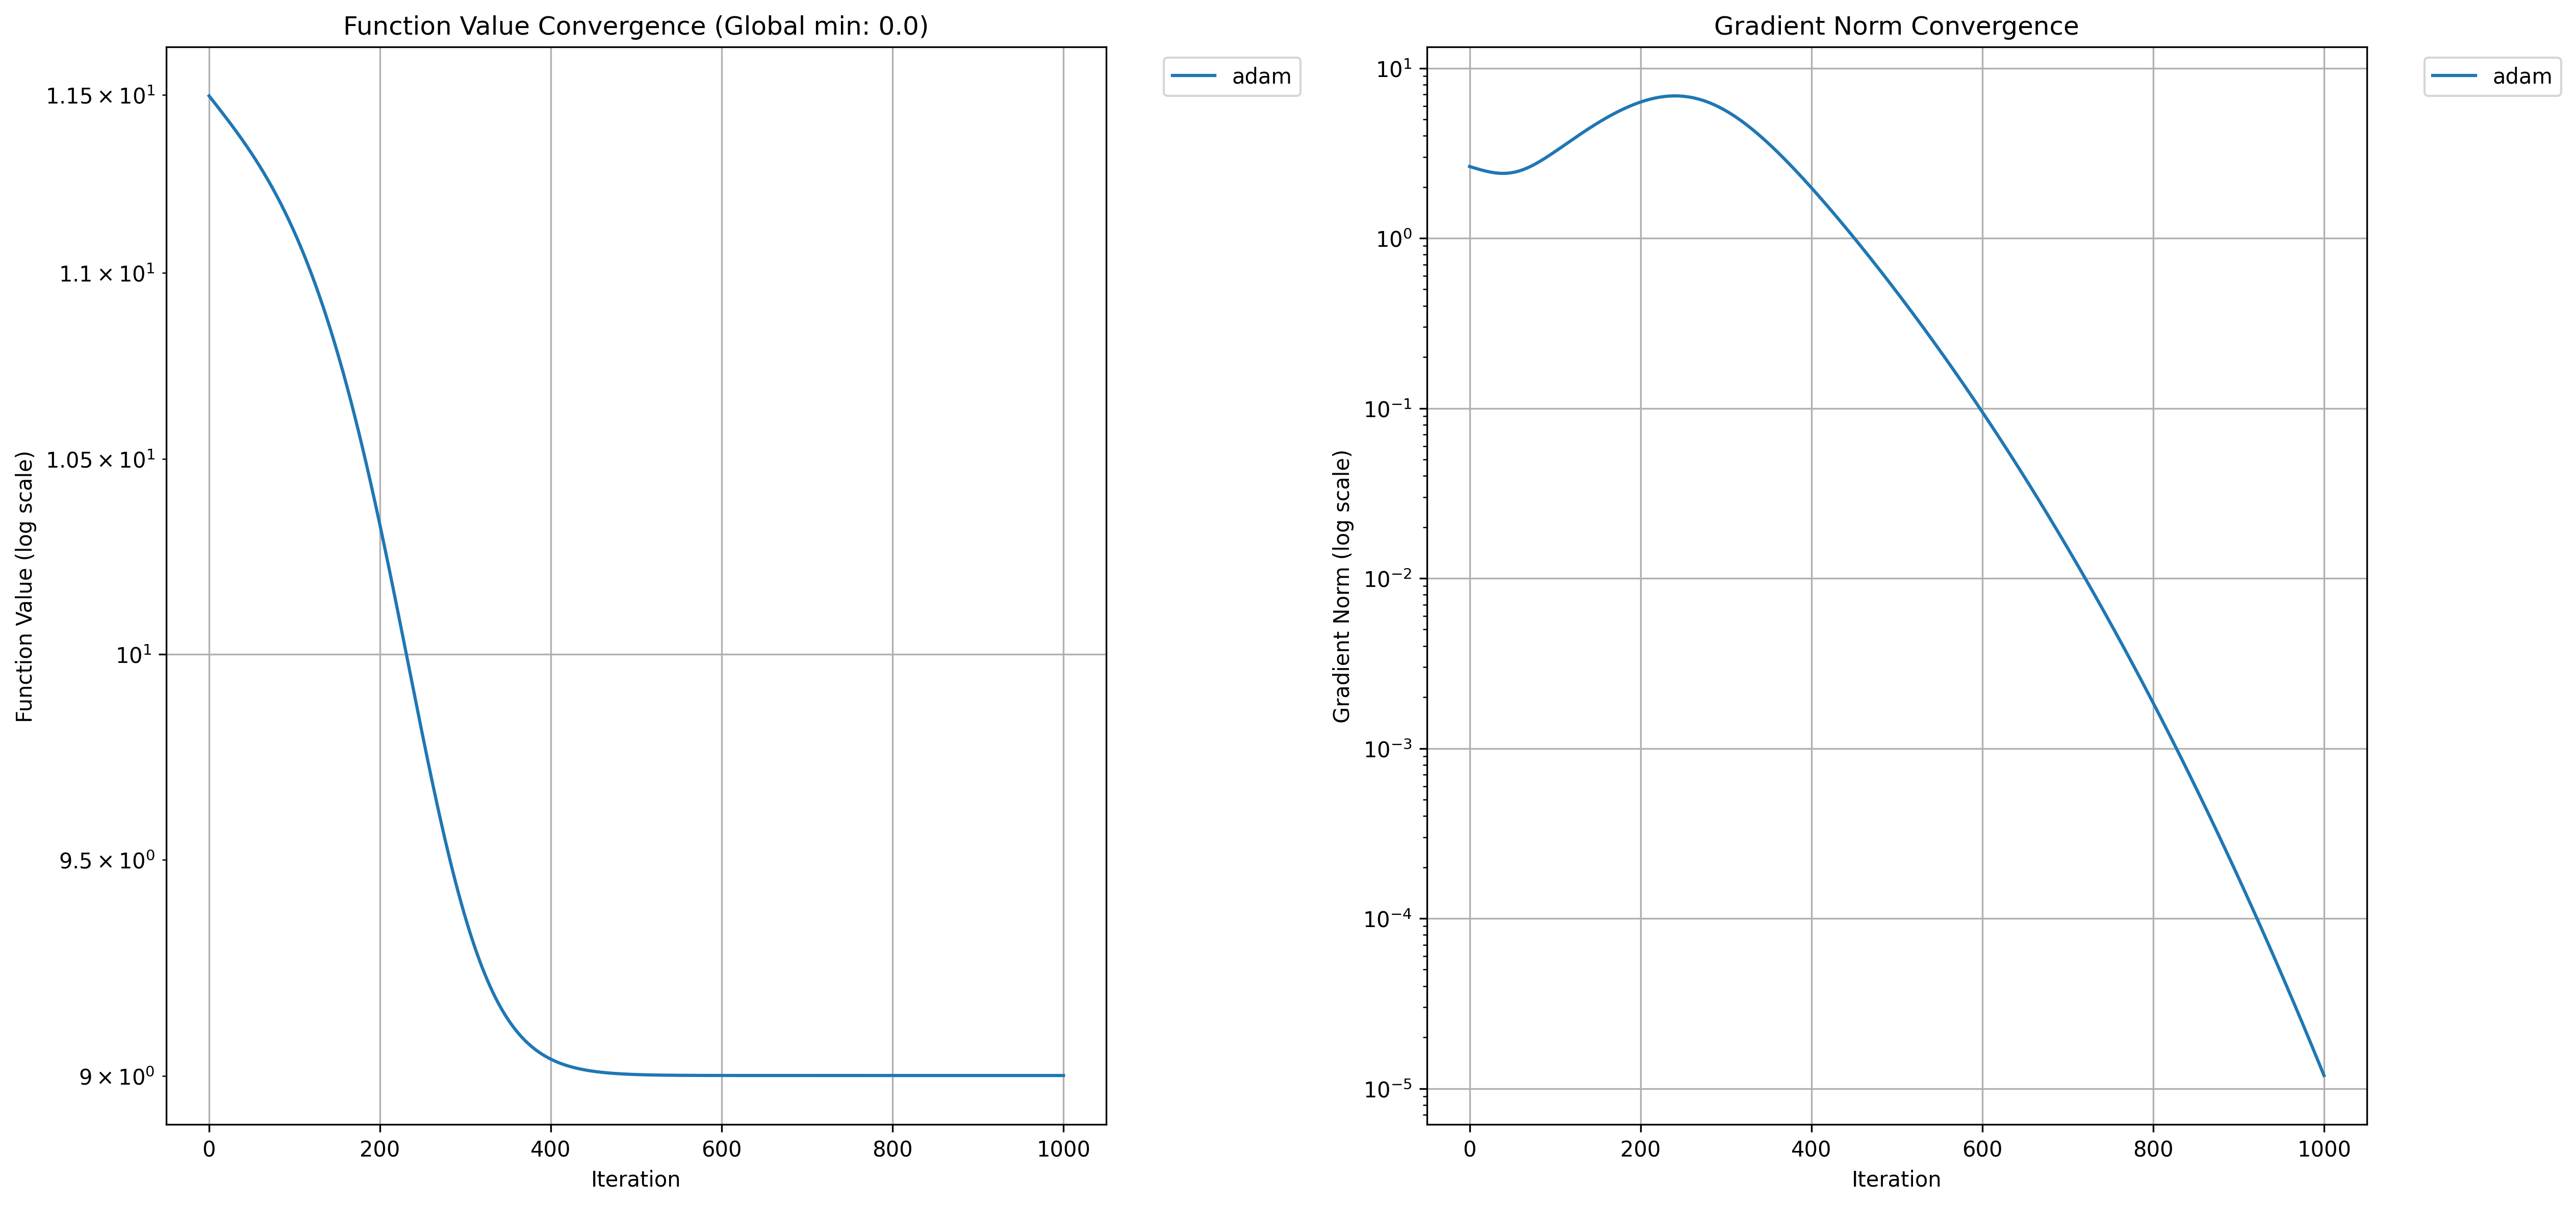 Function Value Convergence (Global min: 0.0)
adam
Function Value (log scale)
1.15 × 10¹
1.1 × 10¹
1.05 × 10¹
10¹
9.5 × 10⁰
9 × 10⁰
0 200 400 600 800 1000
Iteration
Gradient Norm Convergence
adam
Gradient Norm (log scale)
10¹
10⁰
10⁻¹
10⁻²
10⁻³
10⁻⁴
10⁻⁵
0 200 400 600 800 1000
Iteration